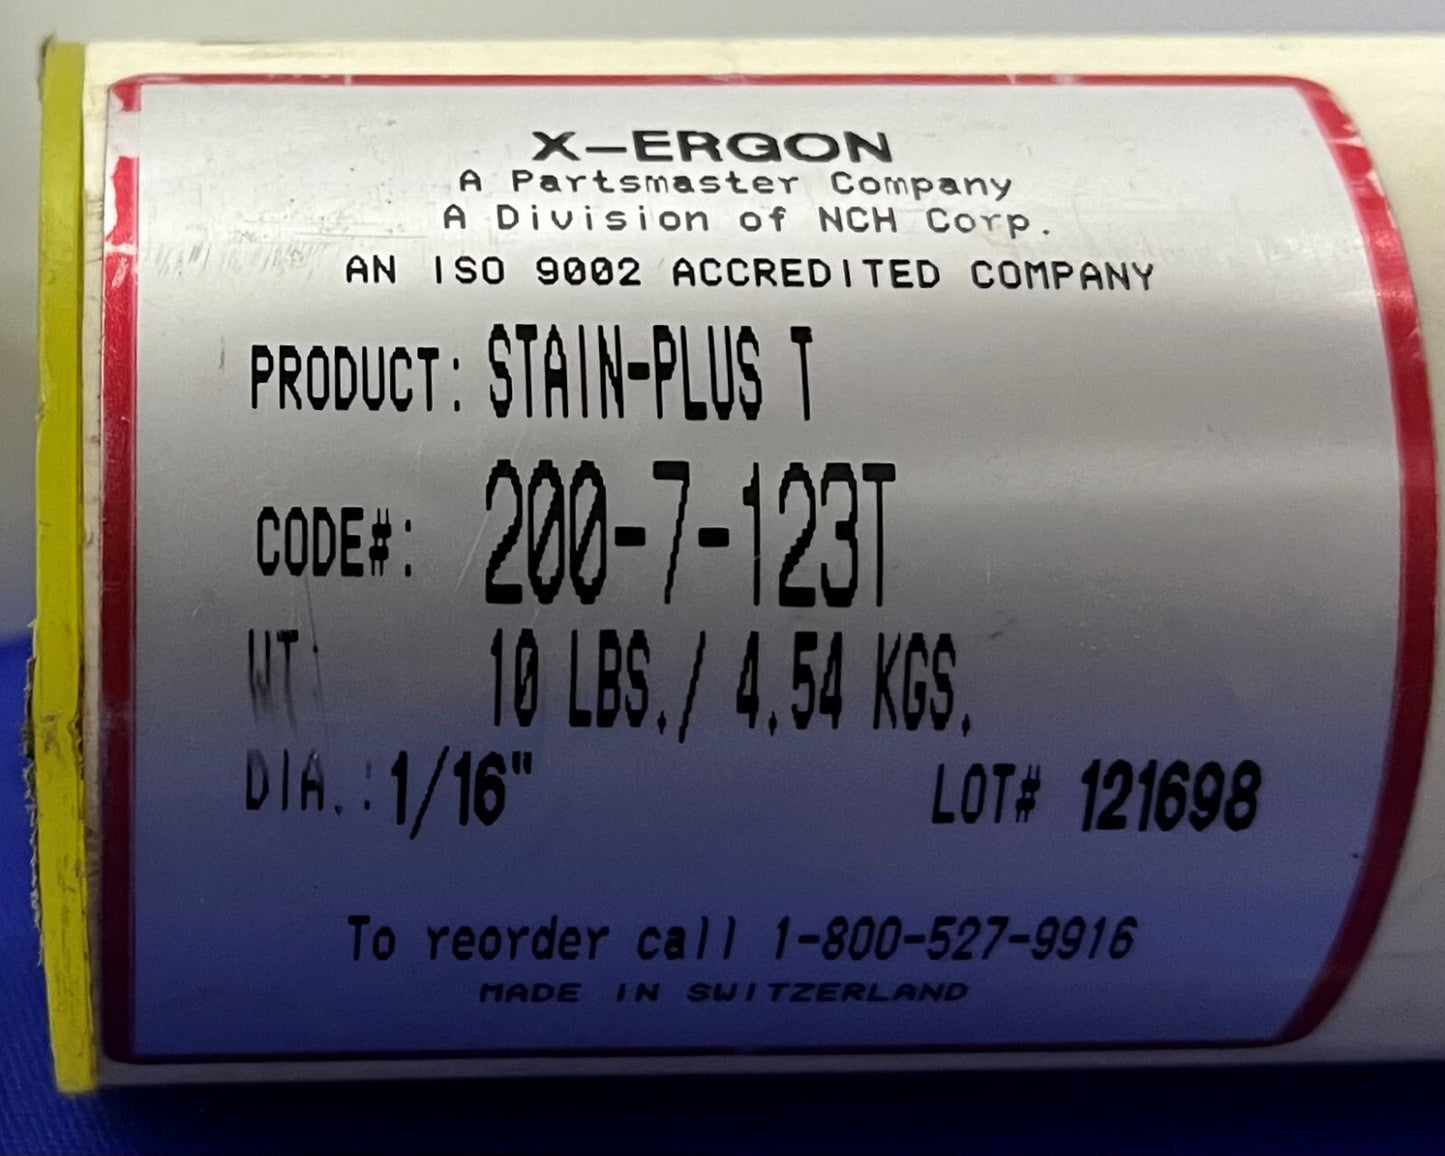 X-ERGON
A Partsmaster Company
A Division of NCH Corp.
AN ISO 9002 ACCREDITED COMPANY
PRODUCT: STAIN-PLUS T
CODE#: 200-7-123T
WT: 10 LBS./ 4.54 KGS.
DIA.: 1/16" LOT# 121698
To reorder call 1-800-527-9916
MADE IN SWITZERLAND